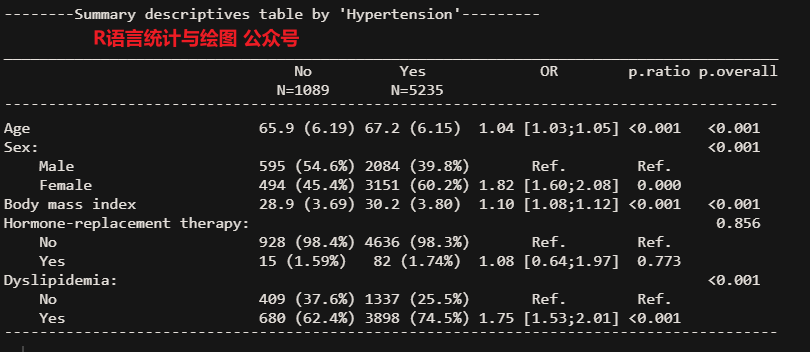 --------Summary descriptives table by 'Hypertension'---------
R语言统计与绘图 公众号
No Yes OR p.ratio p.overall
N=1089 N=5235
Age 65.9 (6.19) 67.2 (6.15) 1.04 [1.03;1.05] <0.001 <0.001
Sex: <0.001
Male 595 (54.6%) 2084 (39.8%) Ref. Ref.
Female 494 (45.4%) 3151 (60.2%) 1.82 [1.60;2.08] 0.000
Body mass index 28.9 (3.69) 30.2 (3.80) 1.10 [1.08;1.12] <0.001 <0.001
Hormone-replacement therapy: 0.856
No 928 (98.4%) 4636 (98.3%) Ref. Ref.
Yes 15 (1.59%) 82 (1.74%) 1.08 [0.64;1.97] 0.773
Dyslipidemia: <0.001
No 409 (37.6%) 1337 (25.5%) Ref. Ref.
Yes 680 (62.4%) 3898 (74.5%) 1.75 [1.53;2.01] <0.001